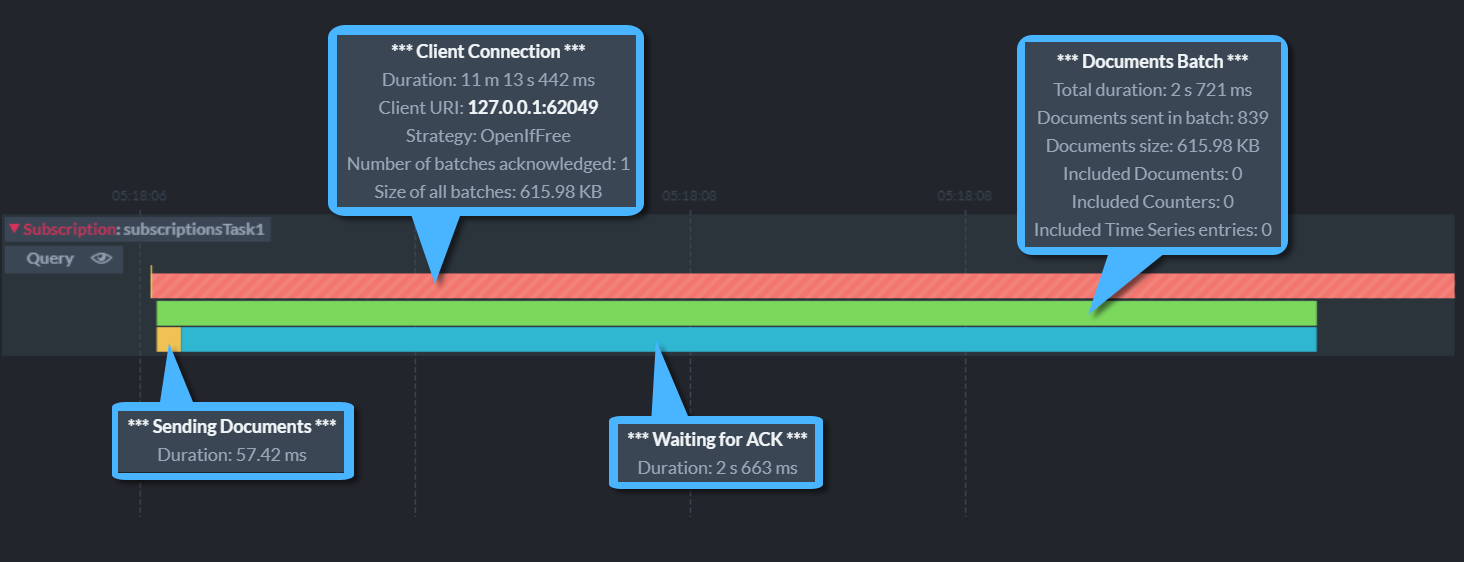 *** Client Connection ***
Duration: 11 m 13 s 442 ms
Client URI: 127.0.0.1:62049
Strategy: OpenIfFree
Number of batches acknowledged: 1
Size of all batches: 615.98 KB
*** Documents Batch ***
Total duration: 2 s 721 ms
Documents sent in batch: 839
Documents size: 615.98 KB
Included Documents: 0
Included Counters: 0
Included Time Series entries: 0
05:18:06
05:18:08
05:18:08
Subscription: subscriptionsTask1
Query
*** Sending Documents ***
Duration: 57.42 ms
*** Waiting for ACK ***
Duration: 2 s 663 ms